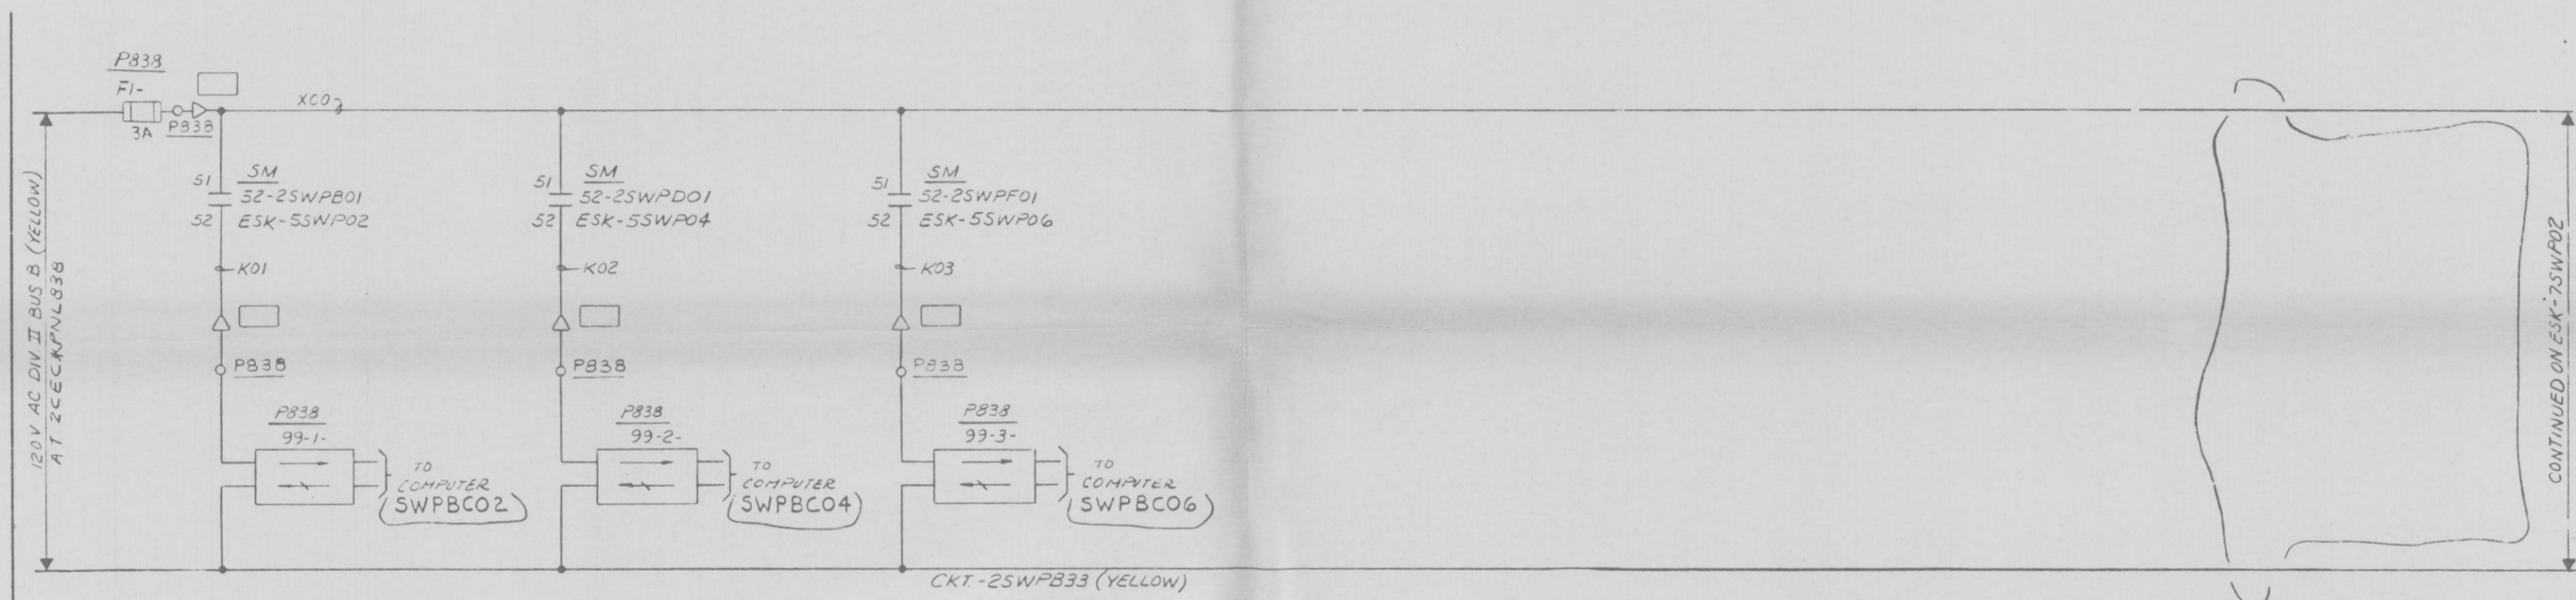 P838
F1-
3A
P838
XC02
120V AC DIV II BUS B (YELLOW)
AT 2CEC*PNL838
SM
51
52-2SWPB01
52
ESK-5SWP02
K01
P838
P838
99-1-
TO
COMPUTER
SWPBC02
SM
51
52-2SWPD01
52
ESK-5SWP04
K02
P838
P838
99-2-
TO
COMPUTER
SWPBC04
SM
51
52-2SWPF01
52
ESK-5SWP06
K03
P838
P838
99-3-
TO
COMPUTER
SWPBC06
CKT.-2SWPB33 (YELLOW)
CONTINUED ON ESK-7SWP02